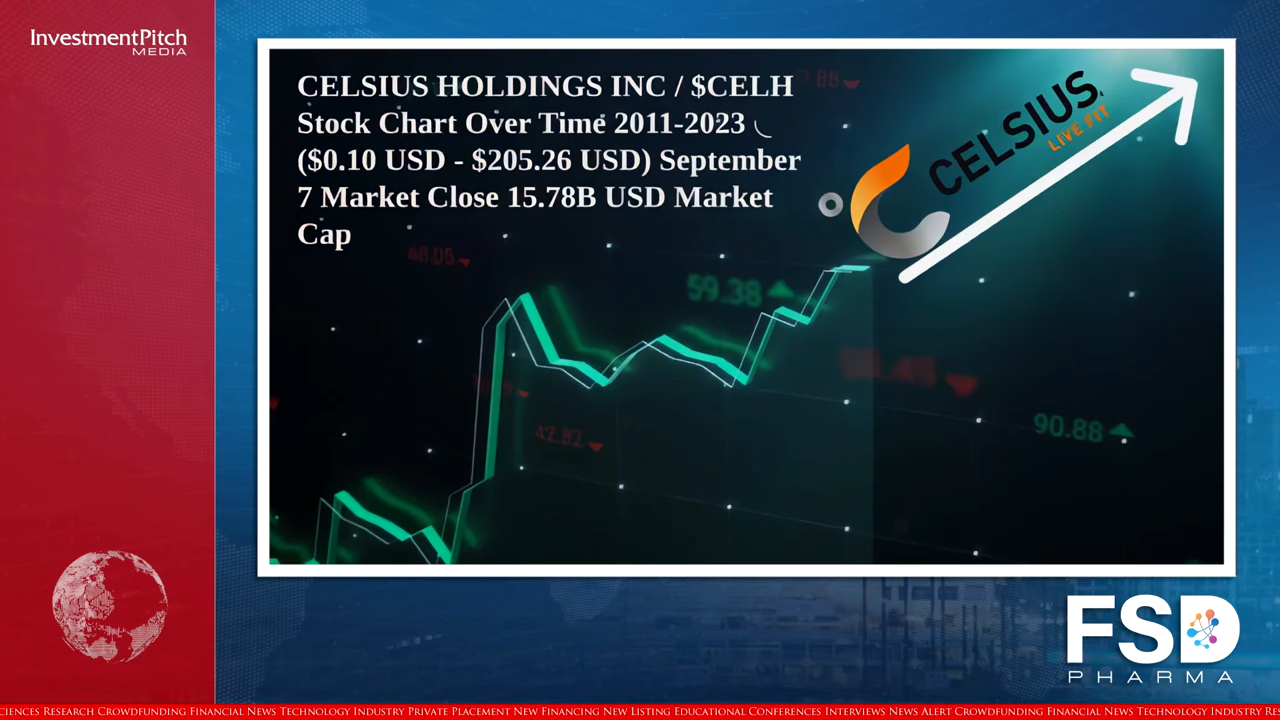 InvestmentPitch
MEDIA
CELSIUS HOLDINGS INC / $CELH
Stock Chart Over Time 2011-2023
($0.10 USD - $205.26 USD) September
7 Market Close 15.78B USD Market
Cap
CELSIUS
LIVE FIT
59.38
42.82
90.88
FSD
PHARMA
SCIENCES RESEARCH CROWDFUNDING FINANCIAL NEWS TECHNOLOGY INDUSTRY PRIVATE PLACEMENT NEW FINANCING NEW LISTING EDUCATIONAL CONFERENCES INTERVIEWS NEWS ALERT CROWDFUNDING FINANCIAL NEWS TECHNOLOGY INDUSTRY RES